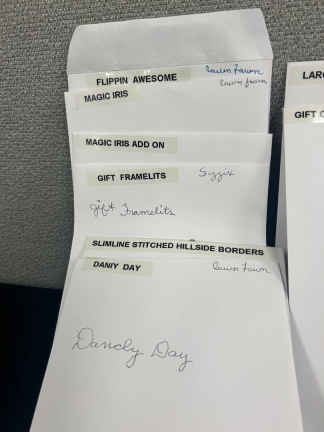 FLIPPIN AWESOME Lawn Fawn
MAGIC IRIS Lawn fawn
MAGIC IRIS ADD ON
GIFT FRAMELITS Sizzix
gift Framelits
SLIMLINE STITCHED HILLSIDE BORDERS
DANIY DAY Lawn Fawn
Dandy Day
LARG
GIFT C